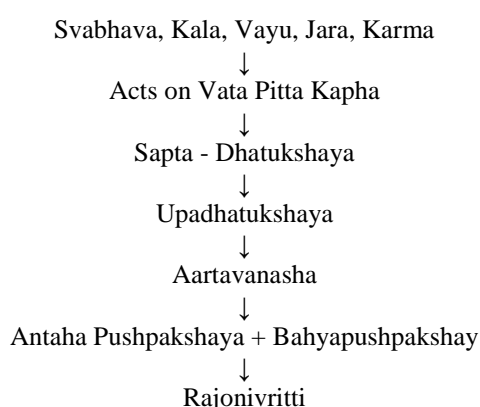 Svabhava, Kala, Vayu, Jara, Karma
↓
Acts on Vata Pitta Kapha
↓
Sapta - Dhatukshaya
↓
Upadhatukshaya
↓
Aartavanasha
↓
Antaha Pushpakshaya + Bahyapushpakshay
↓
Rajonivritti